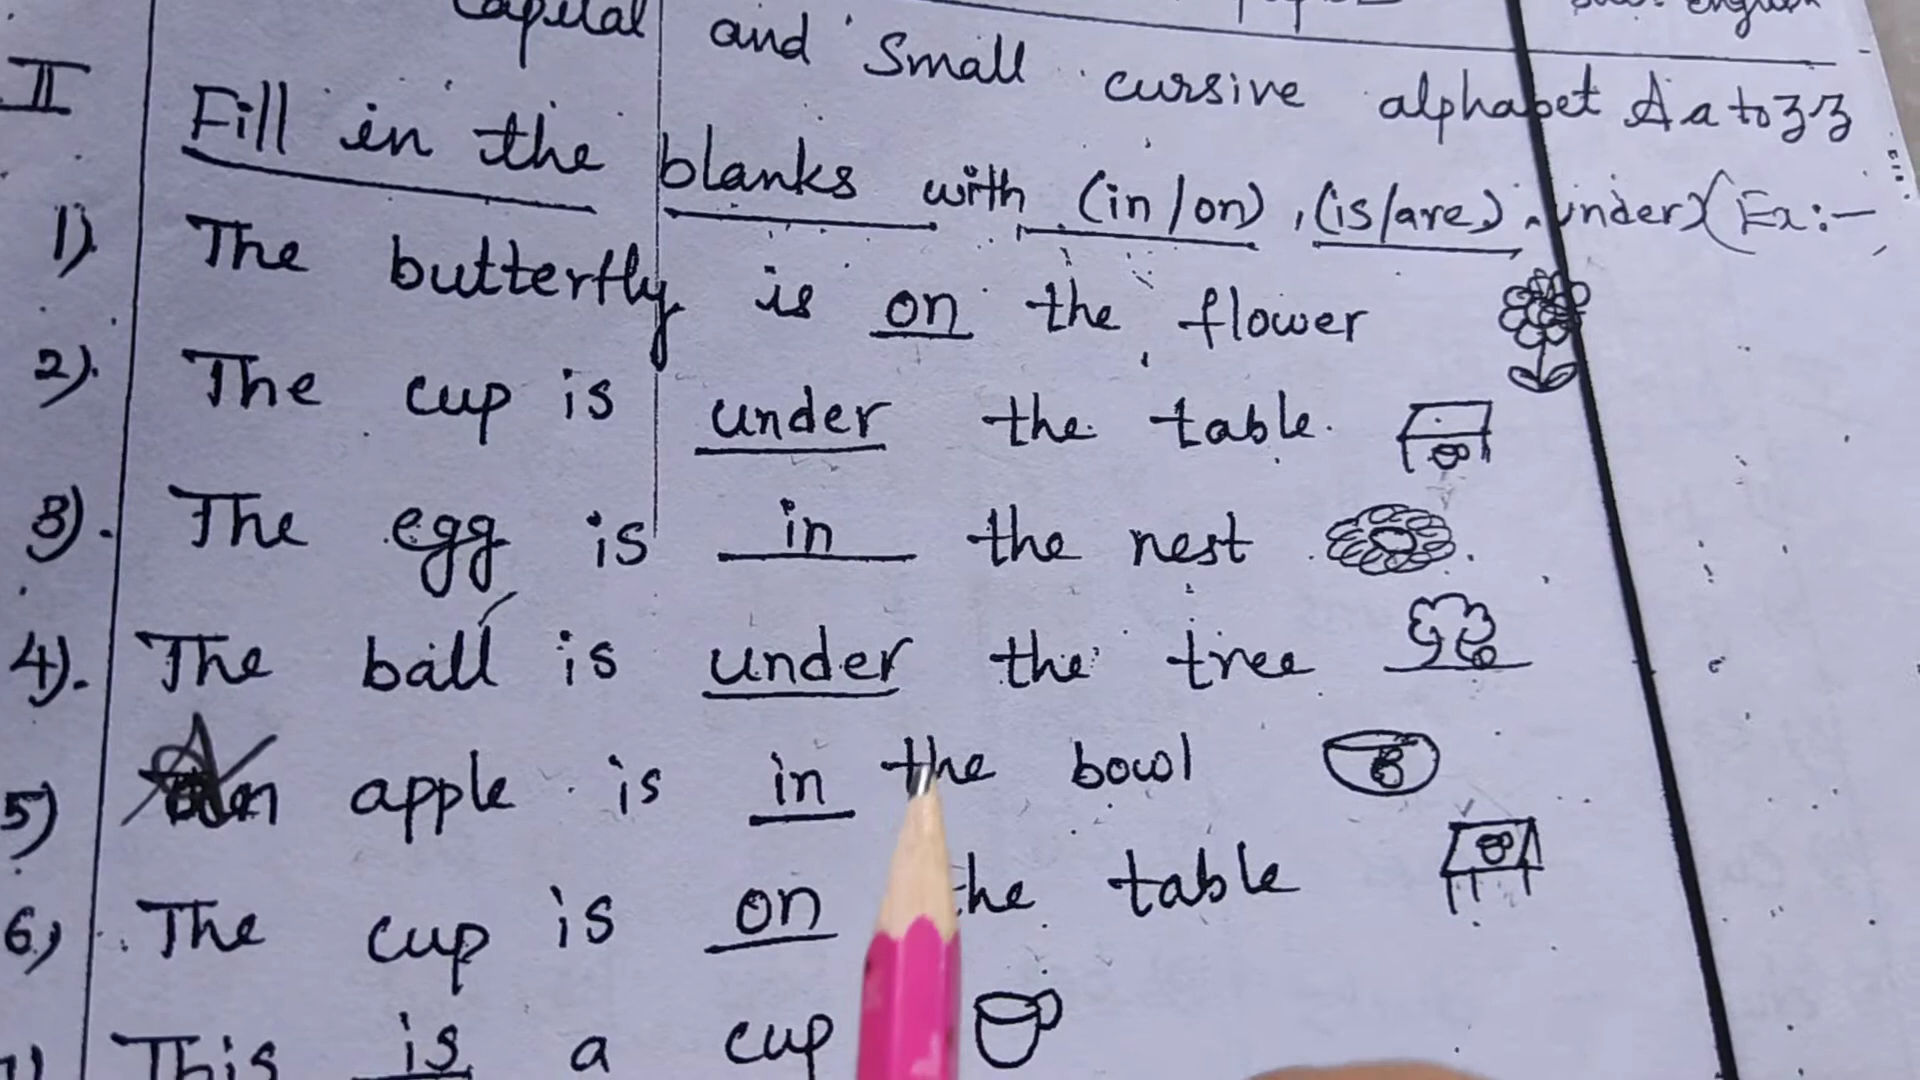 Capital and Small cursive alphabet Aa to Zz
II Fill in the blanks with (in/on), (is/are), under) (Ex:-
1). The butterfly is on the flower
2). The cup is under the table.
3). The egg is in the nest
4). The ball is under the tree
5) An apple is in the bowl
6) The cup is on the table
This is a cup